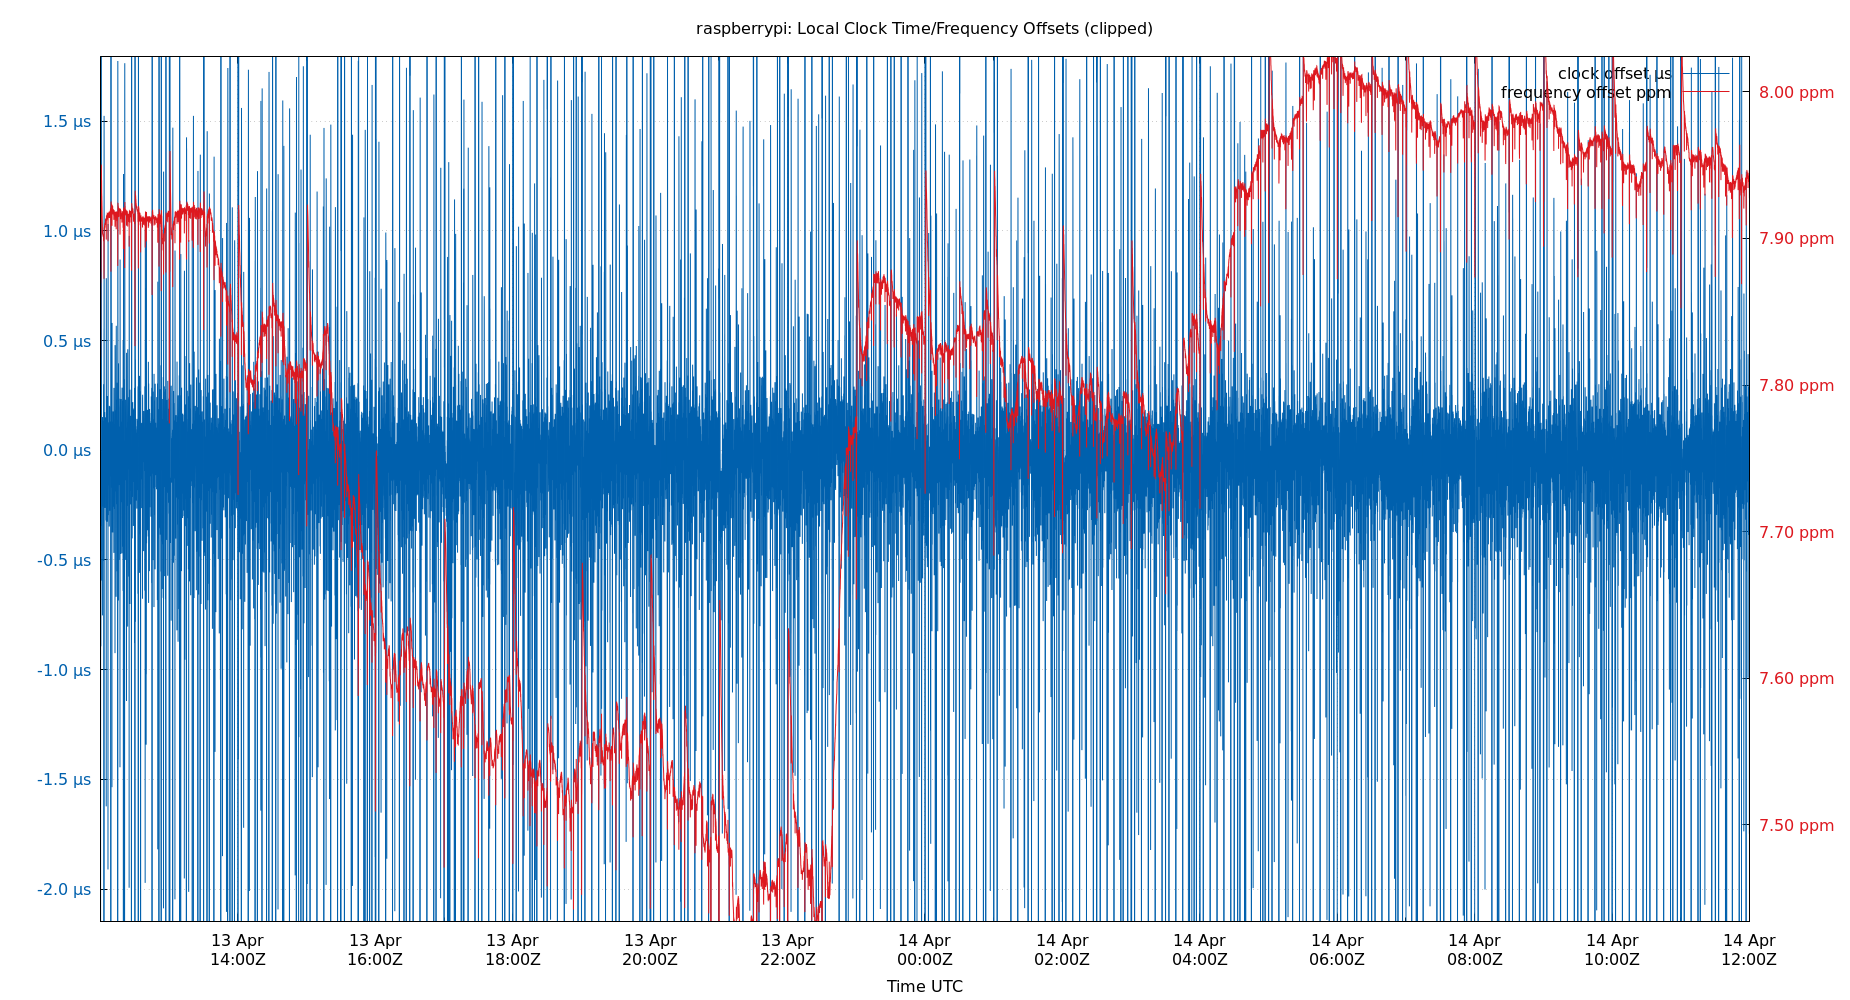 raspberrypi: Local Clock Time/Frequency Offsets (clipped)
clock offset µs
frequency offset ppm
1.5 µs
1.0 µs
0.5 µs
0.0 µs
-0.5 µs
-1.0 µs
-1.5 µs
-2.0 µs
8.00 ppm
7.90 ppm
7.80 ppm
7.70 ppm
7.60 ppm
7.50 ppm
13 Apr 13 Apr 13 Apr 13 Apr 13 Apr 14 Apr 14 Apr 14 Apr 14 Apr 14 Apr 14 Apr 14 Apr
14:00Z 16:00Z 18:00Z 20:00Z 22:00Z 00:00Z 02:00Z 04:00Z 06:00Z 08:00Z 10:00Z 12:00Z
Time UTC